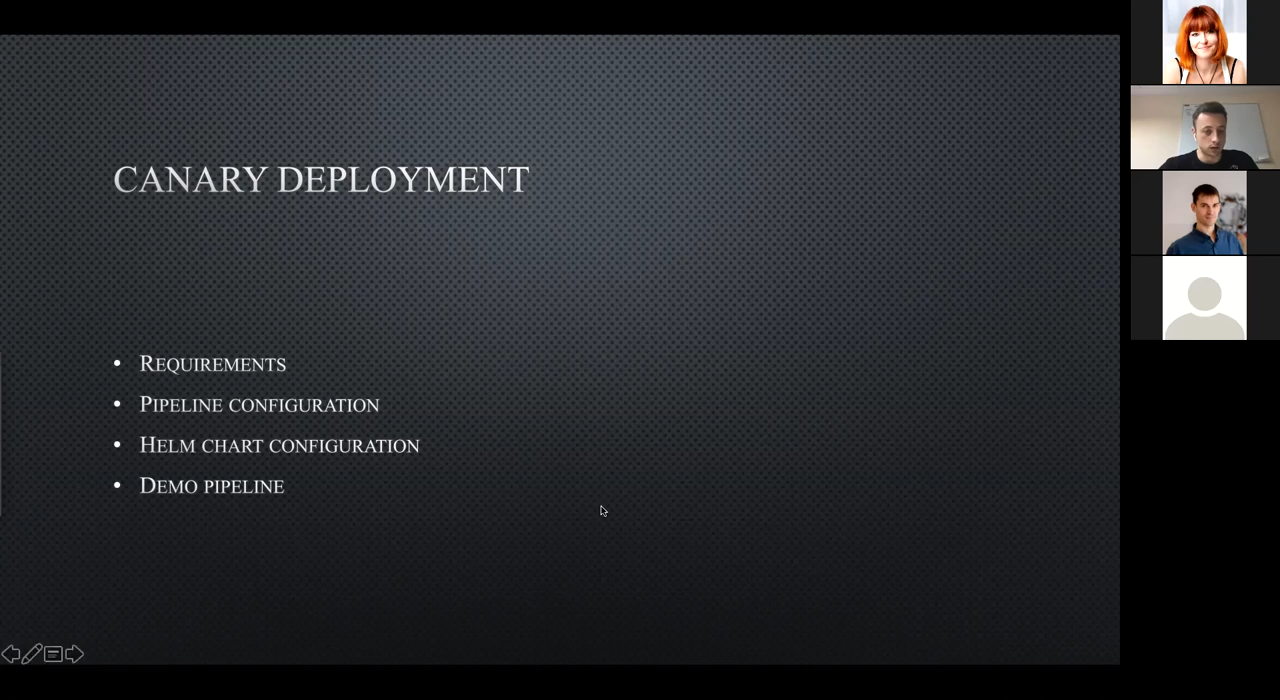 CANARY DEPLOYMENT
• REQUIREMENTS
• PIPELINE CONFIGURATION
• HELM CHART CONFIGURATION
• DEMO PIPELINE